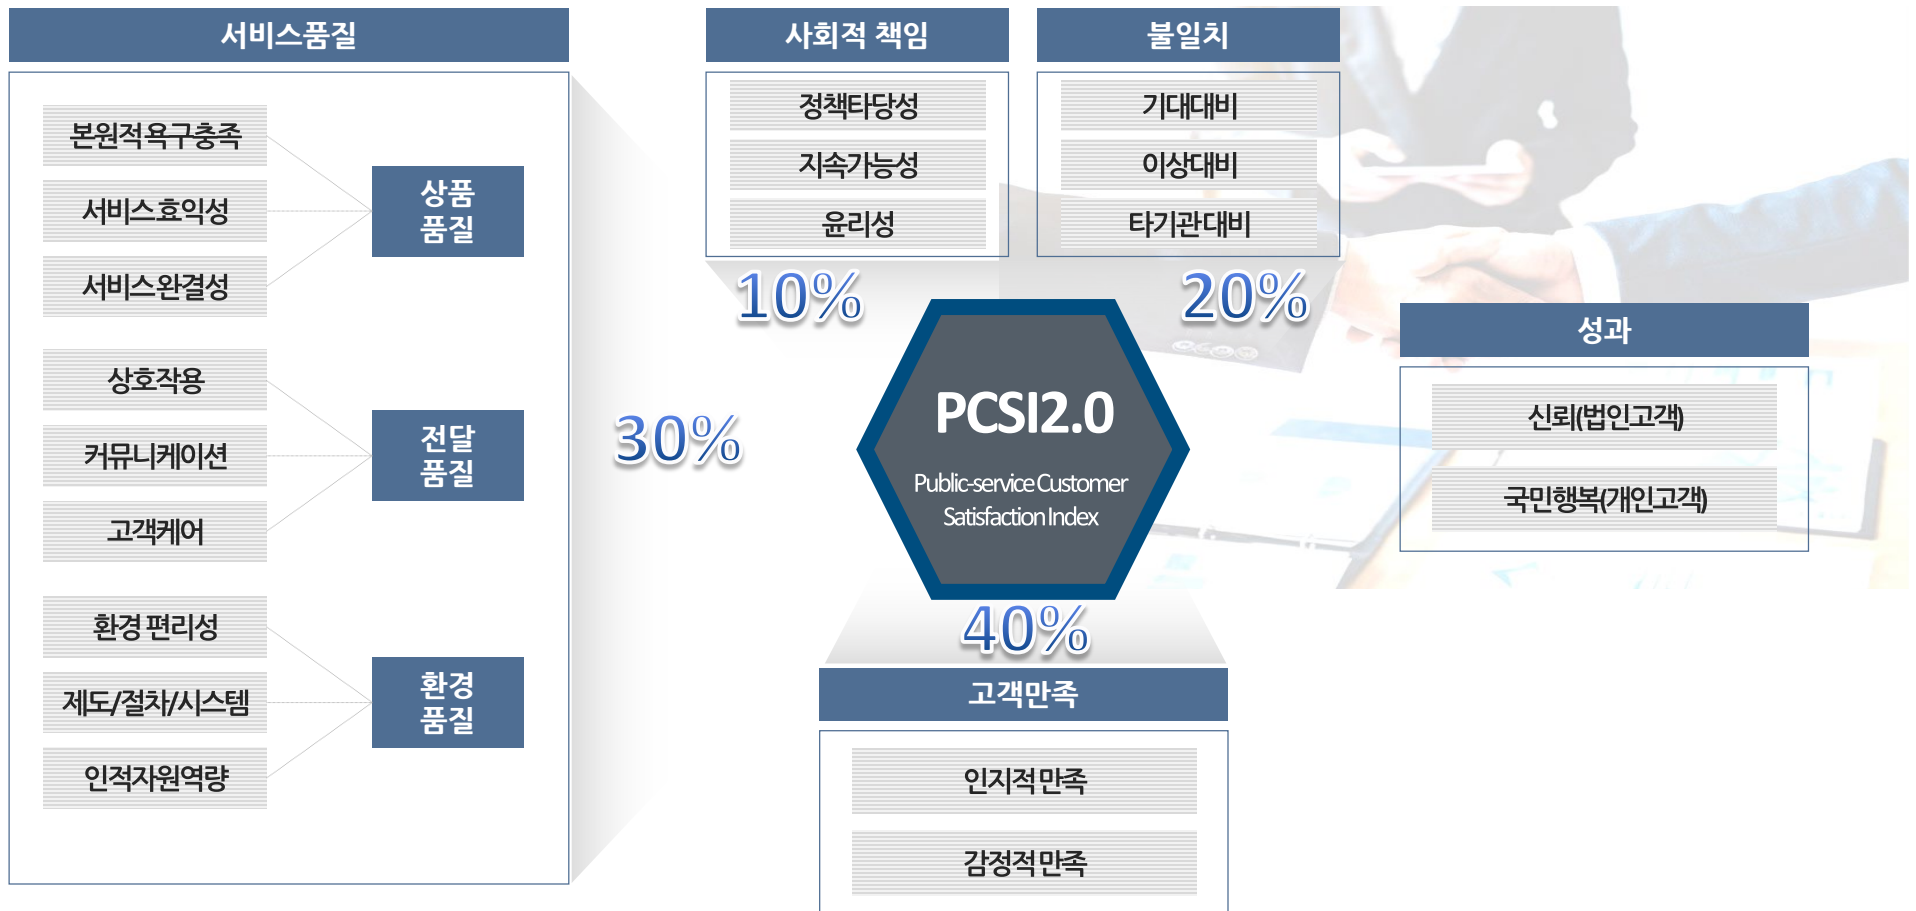 서비스품질
본원적 욕구충족
서비스 효익성
서비스 완결성
상품
품질
상호작용
커뮤니케이션
고객케어
전달
품질
환경 편리성
제도/절차/시스템
인적자원역량
환경
품질
30%
사회적 책임
정책타당성
지속가능성
윤리성
10%
불일치
기대대비
이상대비
타기관 대비
20%
PCSI2.0
Public-service Customer
Satisfaction Index
40%
고객만족
인지적 만족
감정적 만족
성과
신뢰(법인고객)
국민행복(개인고객)